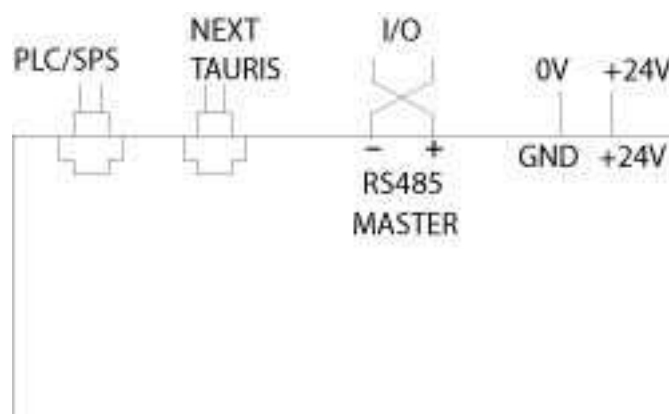 PLC/SPS
NEXT
TAURIS
I/O
0V +24V
- +
GND +24V
RS485
MASTER